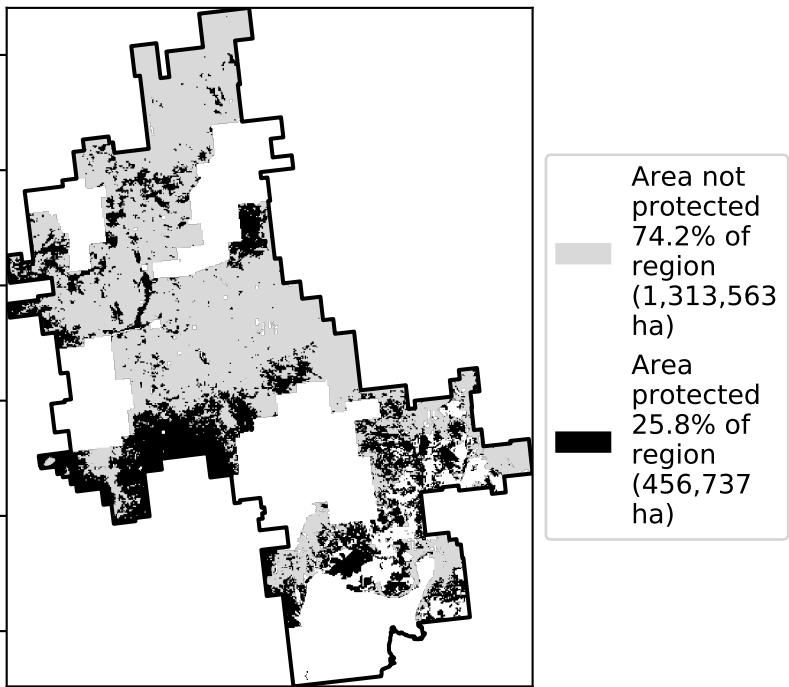 Area not
protected
74.2% of
region
(1,313,563
ha)
Area
protected
25.8% of
region
(456,737
ha)